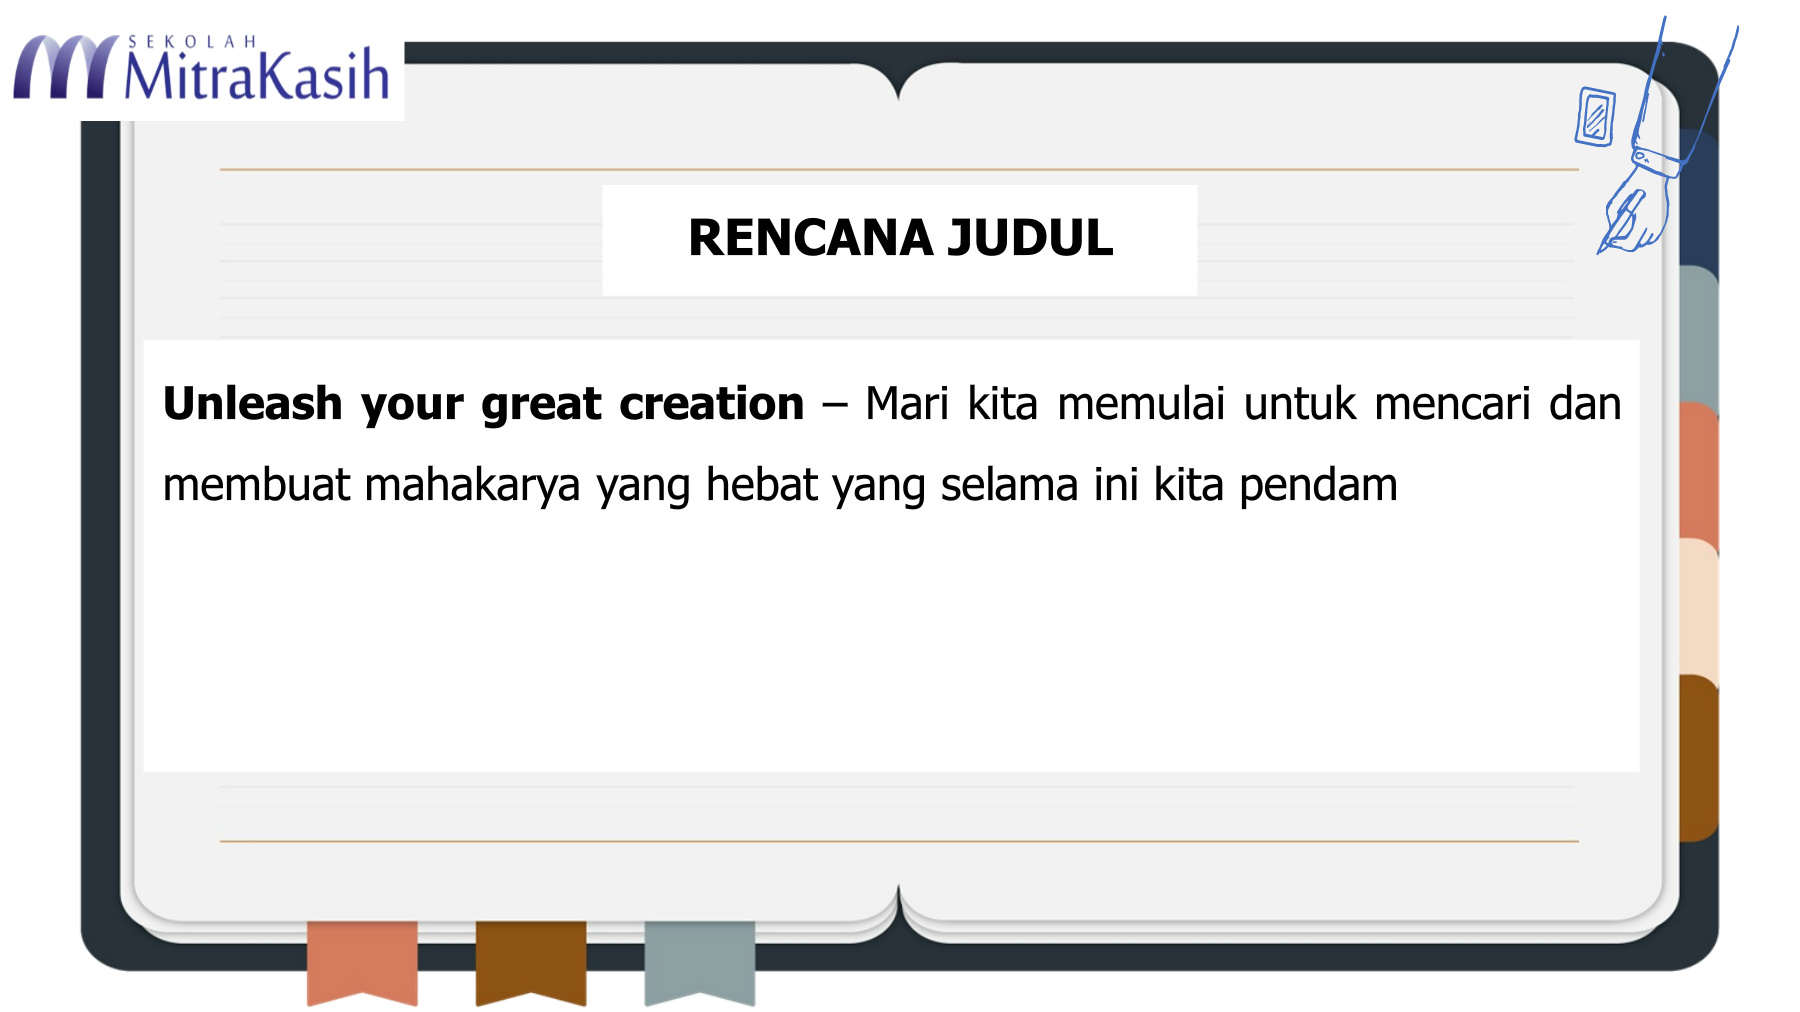 SEKOLAH
MitraKasih
RENCANA JUDUL
Unleash your great creation – Mari kita memulai untuk mencari dan
membuat mahakarya yang hebat yang selama ini kita pendam